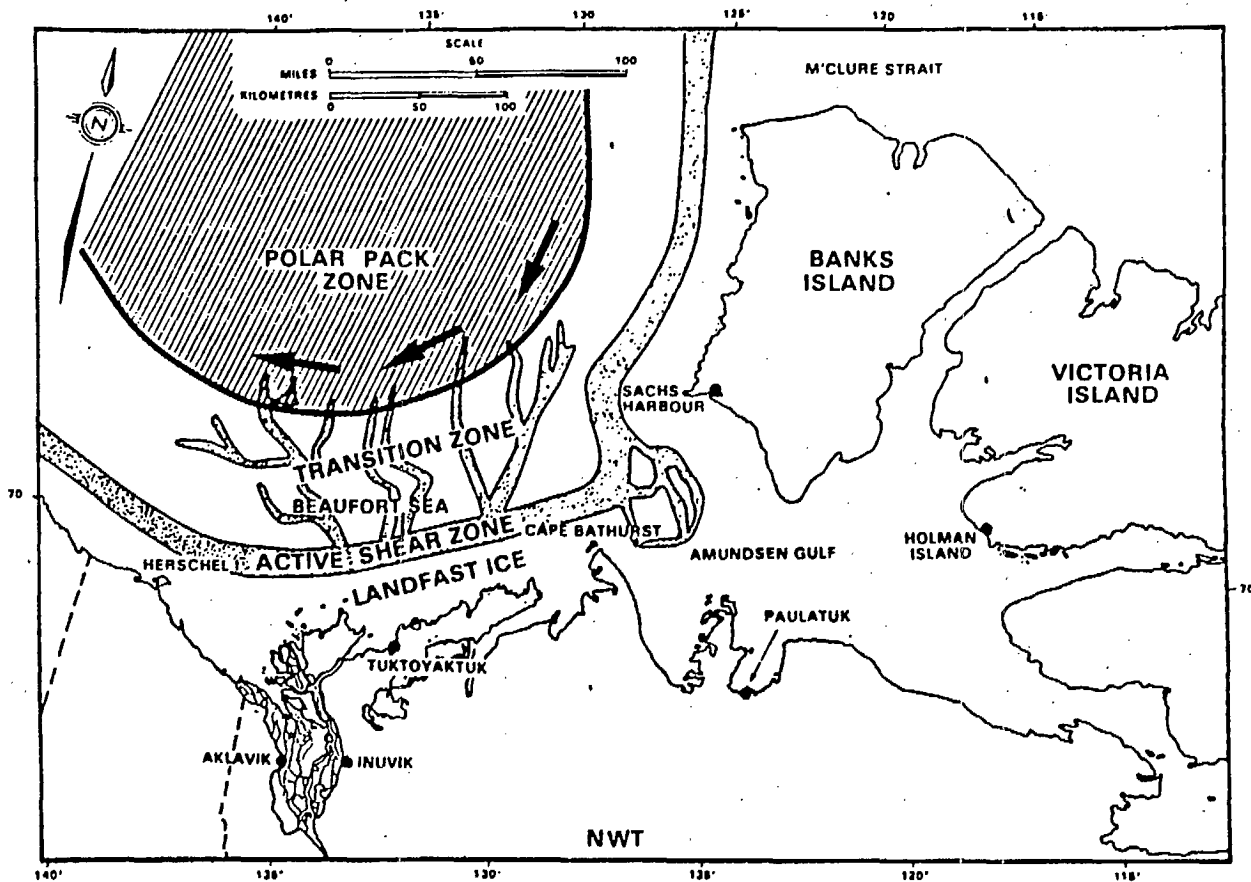 140' 135' 130 125' 120 115'
SCALE
MILES 0 50 100
KILOMETRES 0 50 100
N
M'CLURE STRAIT
POLAR PACK
ZONE
BANKS
ISLAND
VICTORIA
ISLAND
SACHS
HARBOUR
TRANSITION ZONE
70
BEAUFORT SEA
CAPE BATHURST
HOLMAN
ISLAND
HERSCHEL I.
ACTIVE SHEAR ZONE
AMUNDSEN GULF
LANDFAST ICE
70
PAULATUK
TUKTOYAKTUK
AKLAVIK
INUVIK
NWT
140' 135' 130' 125' 120' 115'